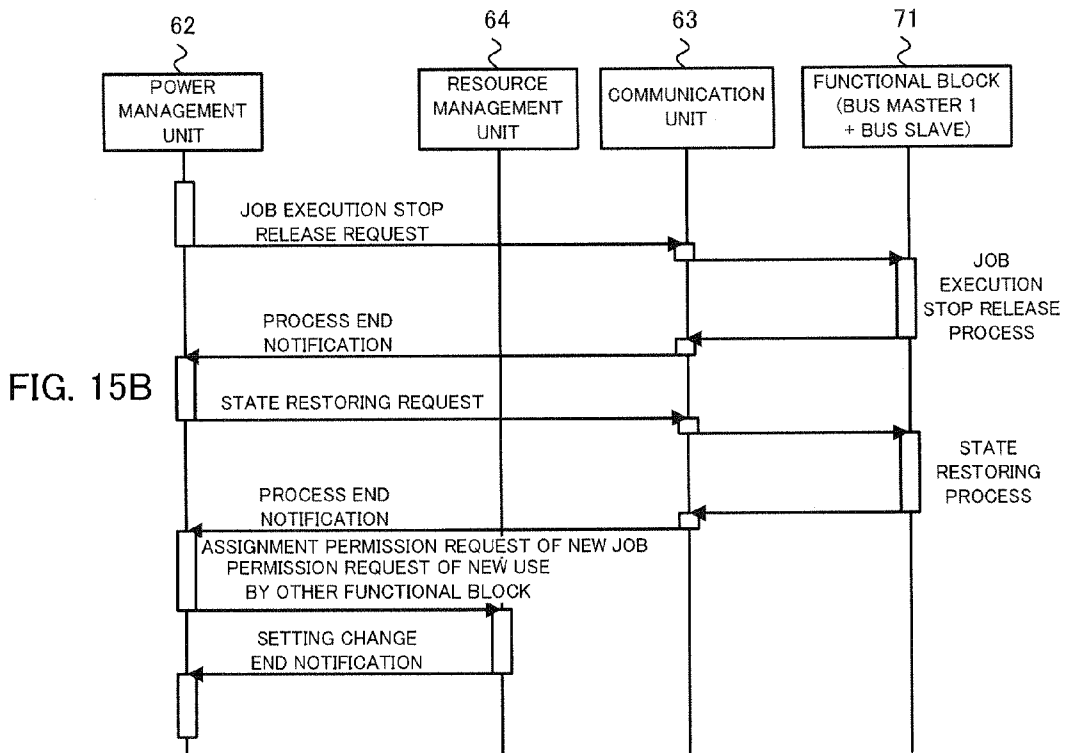 62
64
63
71
POWER
MANAGEMENT
UNIT
RESOURCE
MANAGEMENT
UNIT
COMMUNICATION
UNIT
FUNCTIONAL BLOCK
(BUS MASTER 1
+ BUS SLAVE)
JOB EXECUTION STOP
RELEASE REQUEST
JOB
EXECUTION
STOP RELEASE
PROCESS
PROCESS END
NOTIFICATION
FIG. 15B
STATE RESTORING REQUEST
STATE
RESTORING
PROCESS
PROCESS END
NOTIFICATION
ASSIGNMENT PERMISSION REQUEST OF NEW JOB
PERMISSION REQUEST OF NEW USE
BY OTHER FUNCTIONAL BLOCK
SETTING CHANGE
END NOTIFICATION